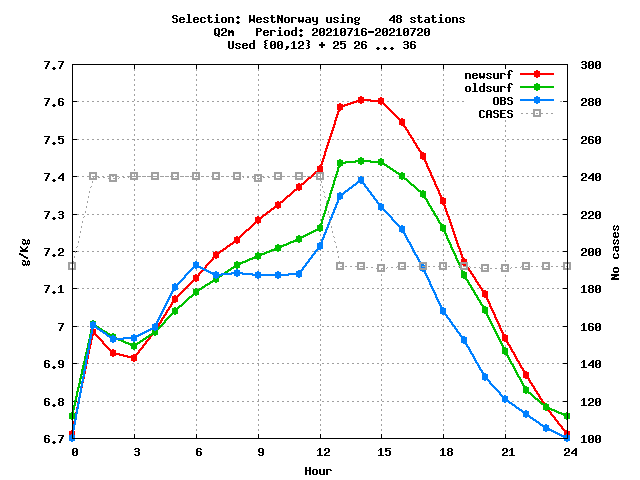 Selection: WestNorway using    48 stations
Q2m   Period: 20210716-20210720
Used {00,12} + 25 26 ... 36
7.7
7.6
7.5
7.4
7.3
7.2
7.1
7
6.9
6.8
6.7
g/Kg
300
280
260
240
220
200
180
160
140
120
100
No cases
newsurf
oldsurf
OBS
CASES
0 3 6 9 12 15 18 21 24
Hour